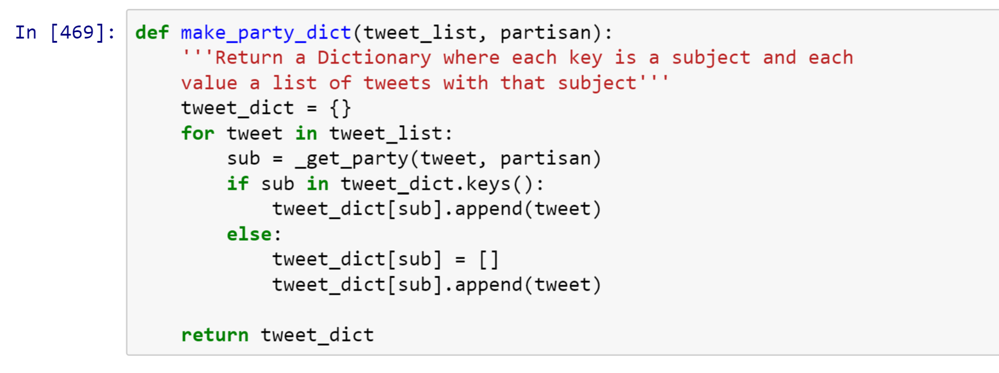 In [469]: def make_party_dict(tweet_list, partisan):
    '''Return a Dictionary where each key is a subject and each
    value a list of tweets with that subject'''
    tweet_dict = {}
    for tweet in tweet_list:
        sub = _get_party(tweet, partisan)
        if sub in tweet_dict.keys():
            tweet_dict[sub].append(tweet)
        else:
            tweet_dict[sub] = []
            tweet_dict[sub].append(tweet)

    return tweet_dict